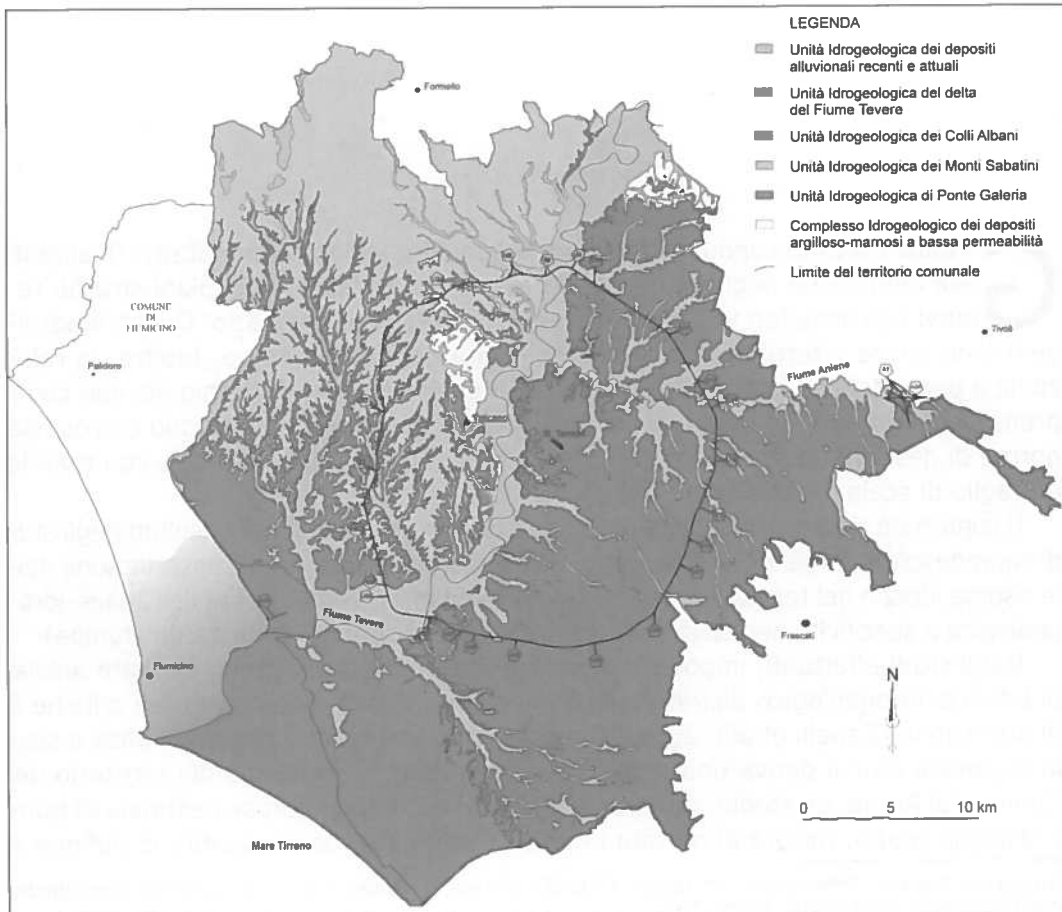 LEGENDA
Unità Idrogeologica dei depositi
alluvionali recenti e attuali
Unità Idrogeologica del delta
del Fiume Tevere
Unità Idrogeologica dei Colli Albani
Unità Idrogeologica dei Monti Sabatini
Unità Idrogeologica di Ponte Galeria
Complesso Idrogeologico dei depositi
argilloso-marnosi a bassa permeabilità
Limite del territorio comunale
Formello
COMUNE
DI
FIUMICINO
Palidoro
Tivoli
Fiume Aniene
Fiume Tevere
Fiumicino
Frascati
N
0 5 10 km
Mare Tirreno